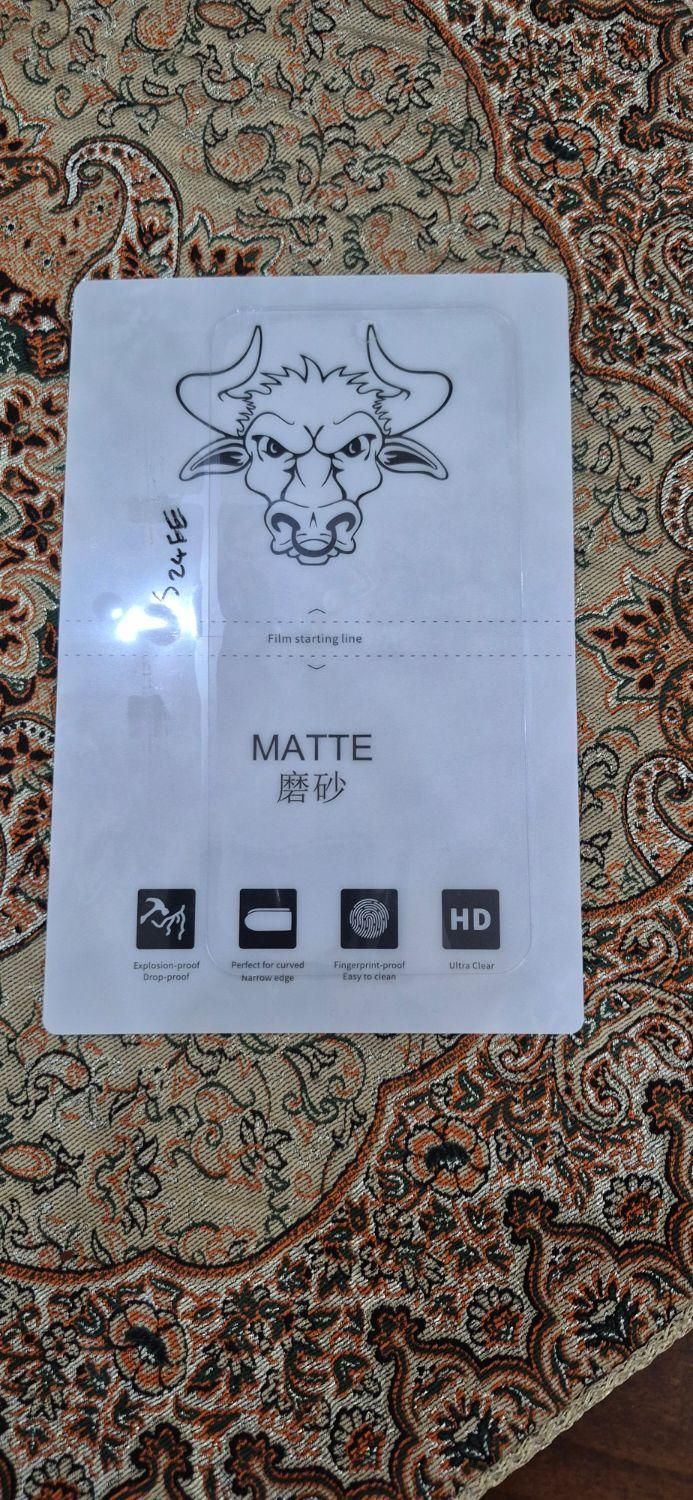 S24FE
Film starting line
MATTE
磨砂
HD
Explosion-proof
Drop-proof
Perfect for curved
Narrow edge
Fingerprint-proof
Easy to clean
Ultra Clear